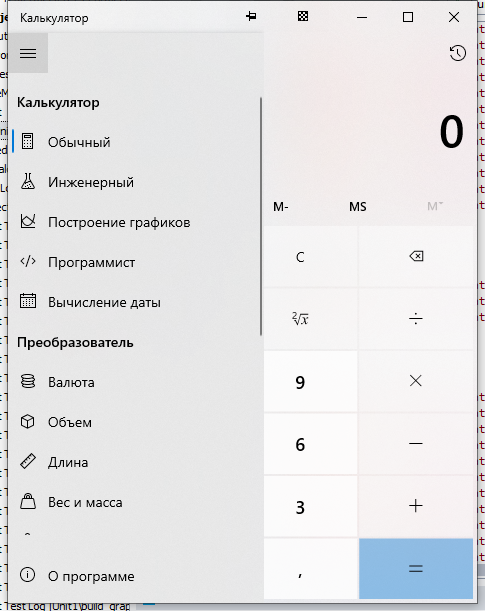 Калькулятор
Калькулятор
0
Обычный
Инженерный
M-
MS
M˅
Построение графиков
C
Программист
</>
Вычисление даты
²√x
÷
Преобразователь
Валюта
9
×
Объем
6
−
Длина
Вес и масса
3
+
О программе
,
=
Test Log [Unit1\build_grap